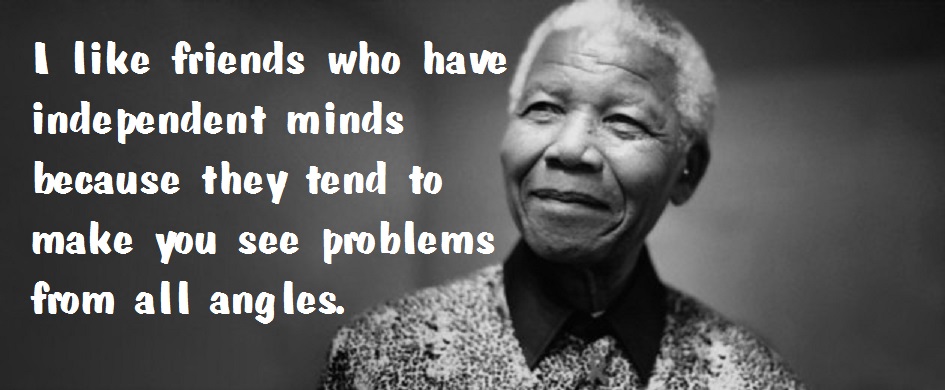 I like friends who have
independent minds
because they tend to
make you see problems
from all angles.